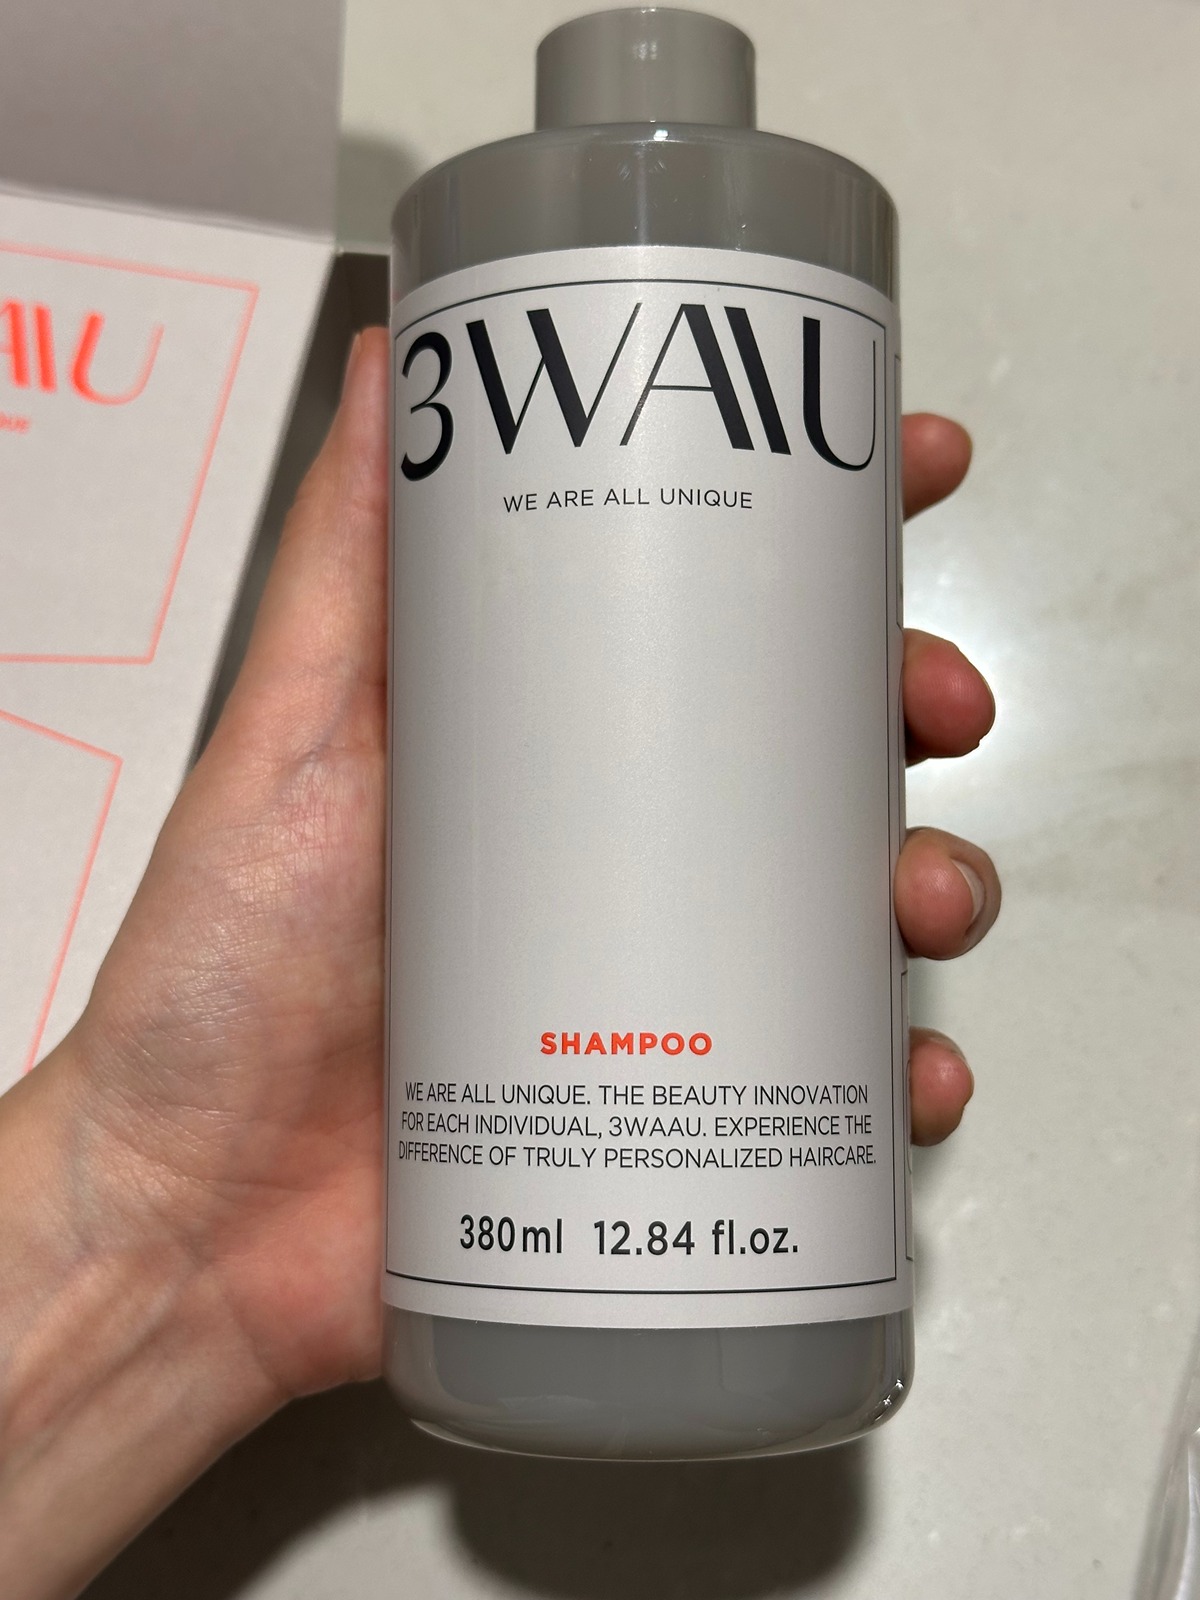 3WAAU
WE ARE ALL UNIQUE
SHAMPOO
WE ARE ALL UNIQUE. THE BEAUTY INNOVATION
FOR EACH INDIVIDUAL, 3WAAU. EXPERIENCE THE
DIFFERENCE OF TRULY PERSONALIZED HAIRCARE.
380ml 12.84 fl.oz.